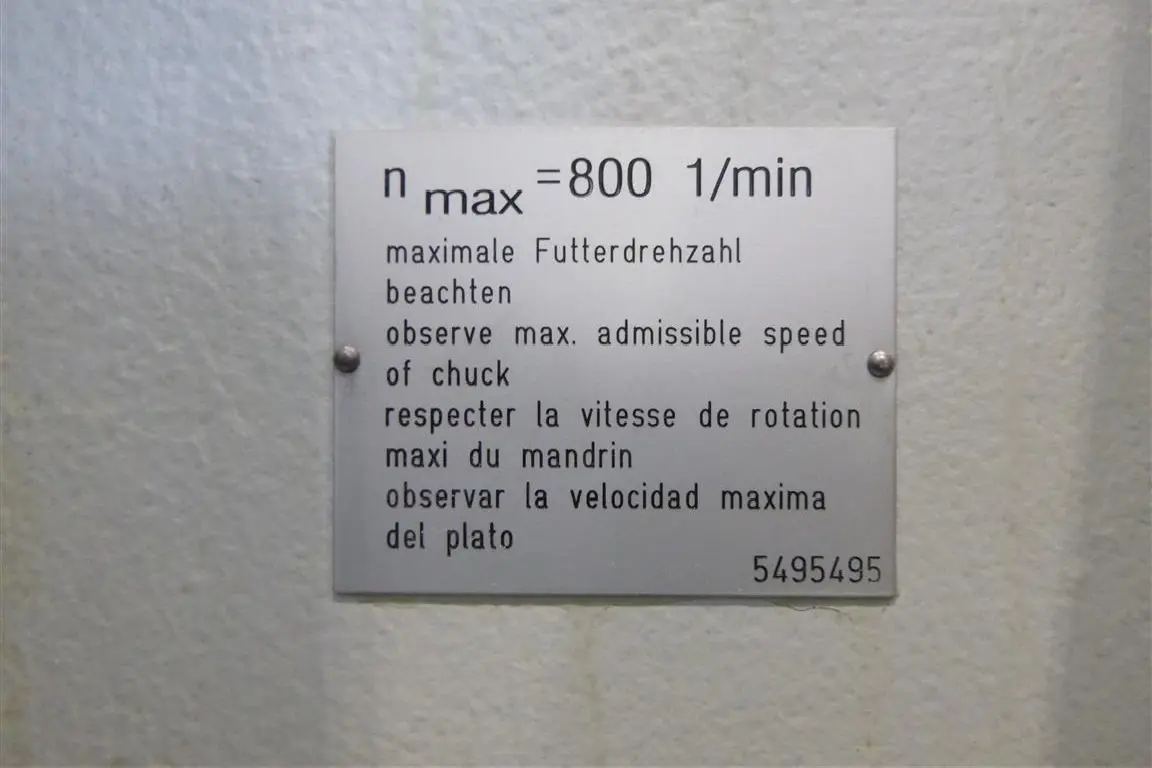 n max =800 1/min
maximale Futterdrehzahl
beachten
observe max. admissible speed
of chuck
respecter la vitesse de rotation
maxi du mandrin
observar la velocidad maxima
del plato
5495495